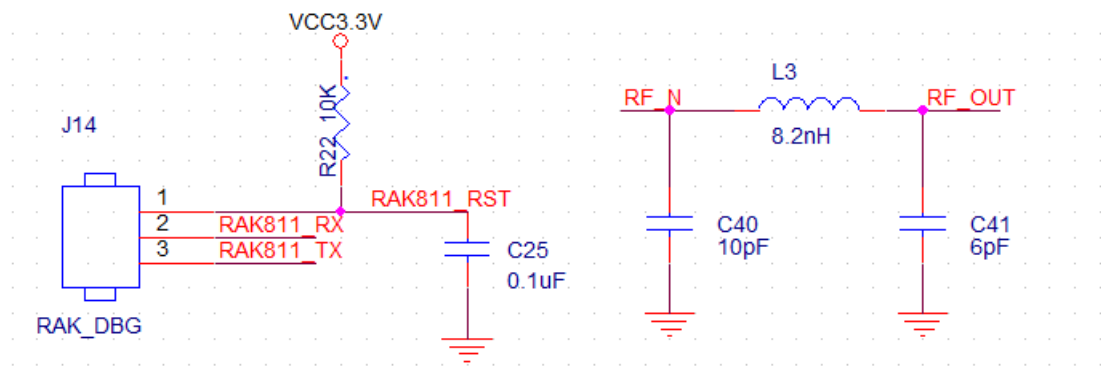 VCC3.3V
R22 10K
J14
1
RAK811_RST
2
RAK811_RX
3
RAK811_TX
C25
0.1uF
RAK_DBG
L3
RF_N
RF_OUT
8.2nH
C40
10pF
C41
6pF